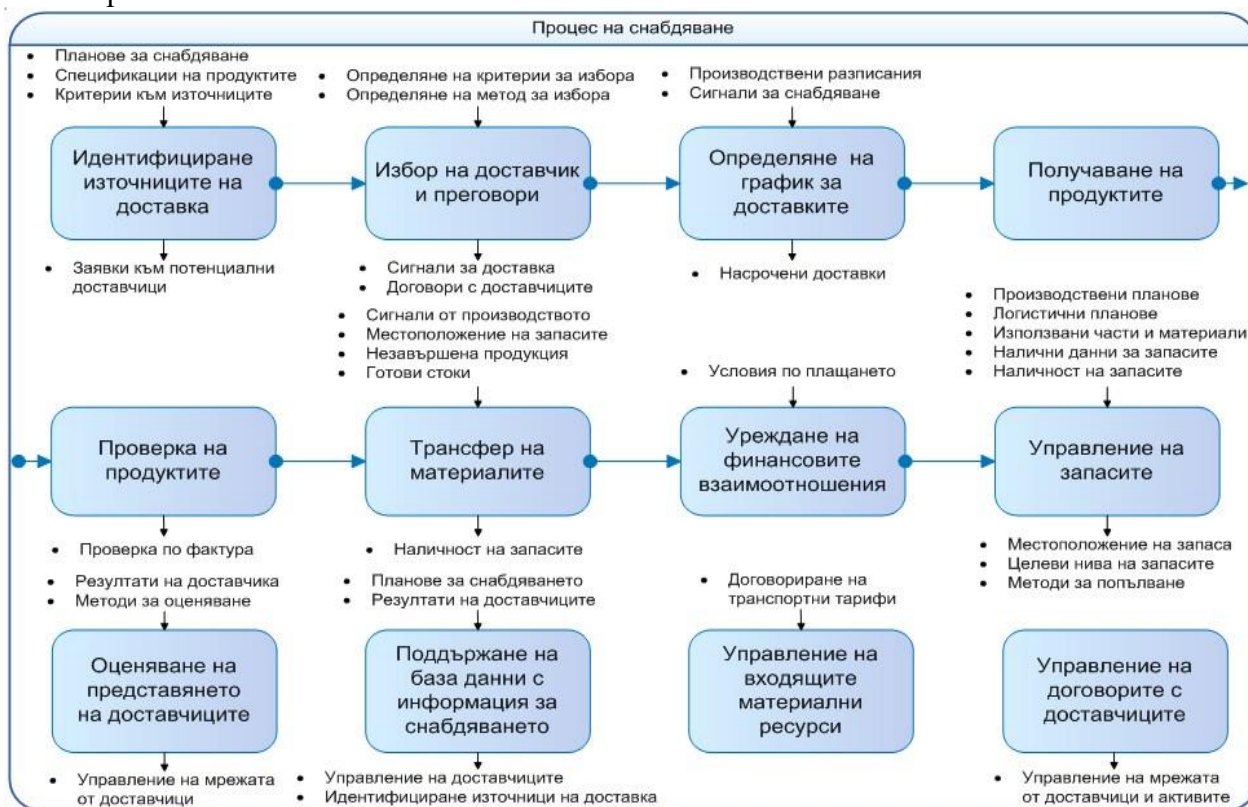 Процес на снабдяване
• Планове за снабдяване
• Спецификации на продуктите
• Критерии към източниците
• Определяне на критерии за избора
• Определяне на метод за избора
• Производствени разписания
• Сигнали за снабдяване
Идентифициране
източниците на
доставка
Избор на доставчик
и преговори
Определяне на
график за
доставките
Получаване на
продуктите
• Заявки към потенциални
доставчици
• Сигнали за доставка
• Договори с доставчиците
• Насрочени доставки
• Сигнали от производството
• Местоположение на запасите
• Незавършена продукция
• Готови стоки
• Условия по плащането
• Производствени планове
• Логистични планове
• Използвани части и материали
• Налични данни за запасите
• Наличност на запасите
Проверка на
продуктите
Трансфер на
материалите
Уреждане на
финансовите
взаимоотношения
Управление на
запасите
• Проверка по фактура
• Наличност на запасите
• Местоположение на запаса
• Целеви нива на запасите
• Методи за попълване
• Резултати на доставчика
• Методи за оценяване
• Планове за снабдяването
• Резултати на доставчиците
• Договориране на
транспортни тарифи
Оценяване на
представянето
на доставчиците
Поддържане на
база данни с
информация за
снабдяването
Управление на
входящите
материални
ресурси
Управление на
договорите с
доставчиците
• Управление на мрежата
от доставчици
• Управление на доставчиците
• Идентифициране източници на доставка
• Управление на мрежата
от доставчици и активите